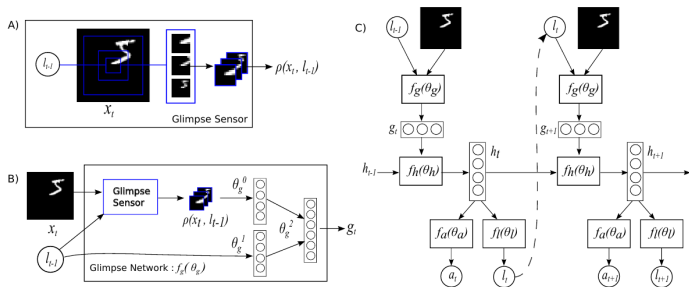 A)
l_{t-1}
x_t
ρ(x_t, l_{t-1})
Glimpse Sensor
B)
x_t
l_{t-1}
Glimpse
Sensor
ρ(x_t, l_{t-1})
θ_g^0
θ_g^1
θ_g^2
g_t
Glimpse Network : f_g( θ_g )
C)
l_{t-1}
l_t
f_g(θ_g)
f_g(θ_g)
g_t
g_{t+1}
h_t
h_{t+1}
h_{t-1}
f_h(θ_h)
f_h(θ_h)
f_a(θ_a)
f_l(θ_l)
f_a(θ_a)
f_l(θ_l)
a_t
l_t
a_{t+1}
l_{t+1}